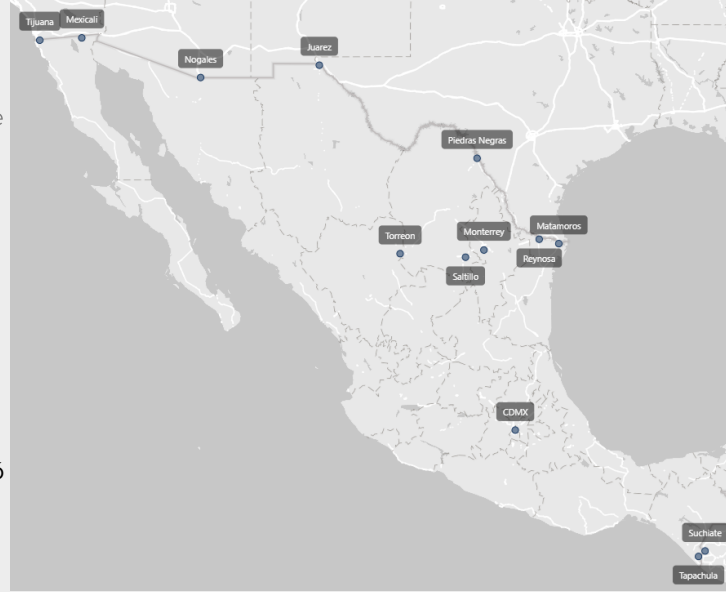 Tijuana
Mexicali
Nogales
Juarez
Piedras Negras
Torreon
Monterrey
Matamoros
Saltillo
Reynosa
CDMX
Suchiate
Tapachula